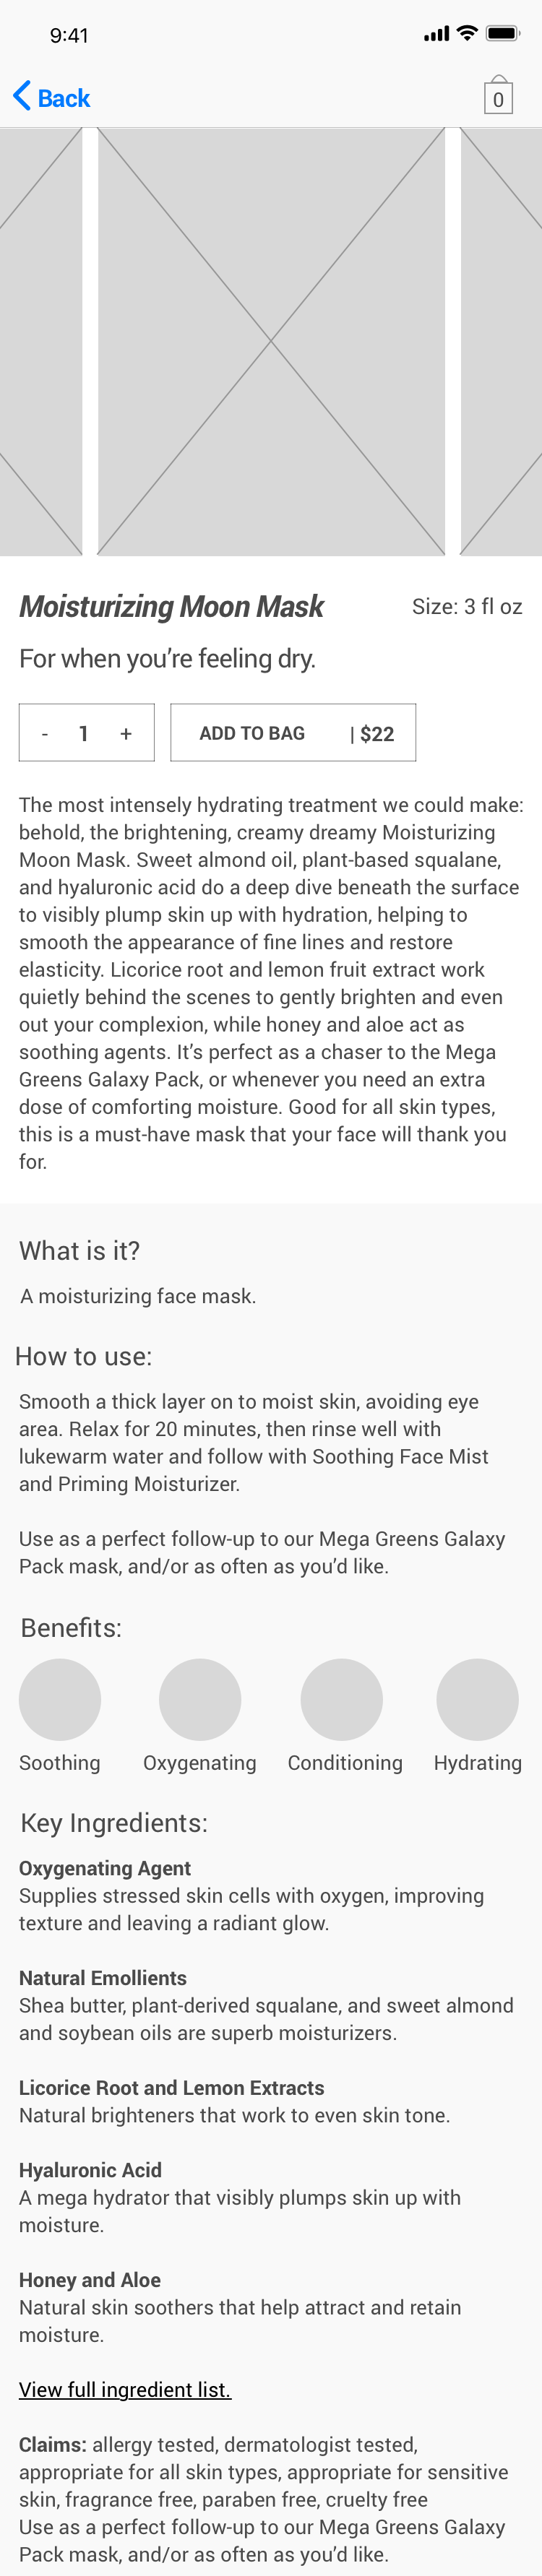 9:41
Back
0
Moisturizing Moon Mask
Size: 3 fl oz
For when you’re feeling dry.
- 1 +
ADD TO BAG | $22
The most intensely hydrating treatment we could make:
behold, the brightening, creamy dreamy Moisturizing
Moon Mask. Sweet almond oil, plant-based squalane,
and hyaluronic acid do a deep dive beneath the surface
to visibly plump skin up with hydration, helping to
smooth the appearance of fine lines and restore
elasticity. Licorice root and lemon fruit extract work
quietly behind the scenes to gently brighten and even
out your complexion, while honey and aloe act as
soothing agents. It’s perfect as a chaser to the Mega
Greens Galaxy Pack, or whenever you need an extra
dose of comforting moisture. Good for all skin types,
this is a must-have mask that your face will thank you
for.
What is it?
A moisturizing face mask.
How to use:
Smooth a thick layer on to moist skin, avoiding eye
area. Relax for 20 minutes, then rinse well with
lukewarm water and follow with Soothing Face Mist
and Priming Moisturizer.
Use as a perfect follow-up to our Mega Greens Galaxy
Pack mask, and/or as often as you’d like.
Benefits:
Soothing Oxygenating Conditioning Hydrating
Key Ingredients:
Oxygenating Agent
Supplies stressed skin cells with oxygen, improving
texture and leaving a radiant glow.
Natural Emollients
Shea butter, plant-derived squalane, and sweet almond
and soybean oils are superb moisturizers.
Licorice Root and Lemon Extracts
Natural brighteners that work to even skin tone.
Hyaluronic Acid
A mega hydrator that visibly plumps skin up with
moisture.
Honey and Aloe
Natural skin soothers that help attract and retain
moisture.
View full ingredient list.
Claims: allergy tested, dermatologist tested,
appropriate for all skin types, appropriate for sensitive
skin, fragrance free, paraben free, cruelty free
Use as a perfect follow-up to our Mega Greens Galaxy
Pack mask, and/or as often as you’d like.